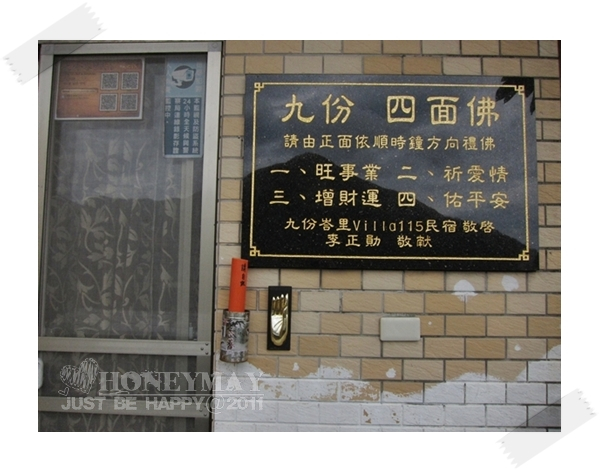 九份 四面佛
請由正面依順時鐘方向禮佛
一、旺事業 二、祈愛情
三、增財運 四、佑平安
九份峇里Villa115民宿 敬啓
李正勛 敬献
HONEYMAY
JUST BE HAPPY@2011